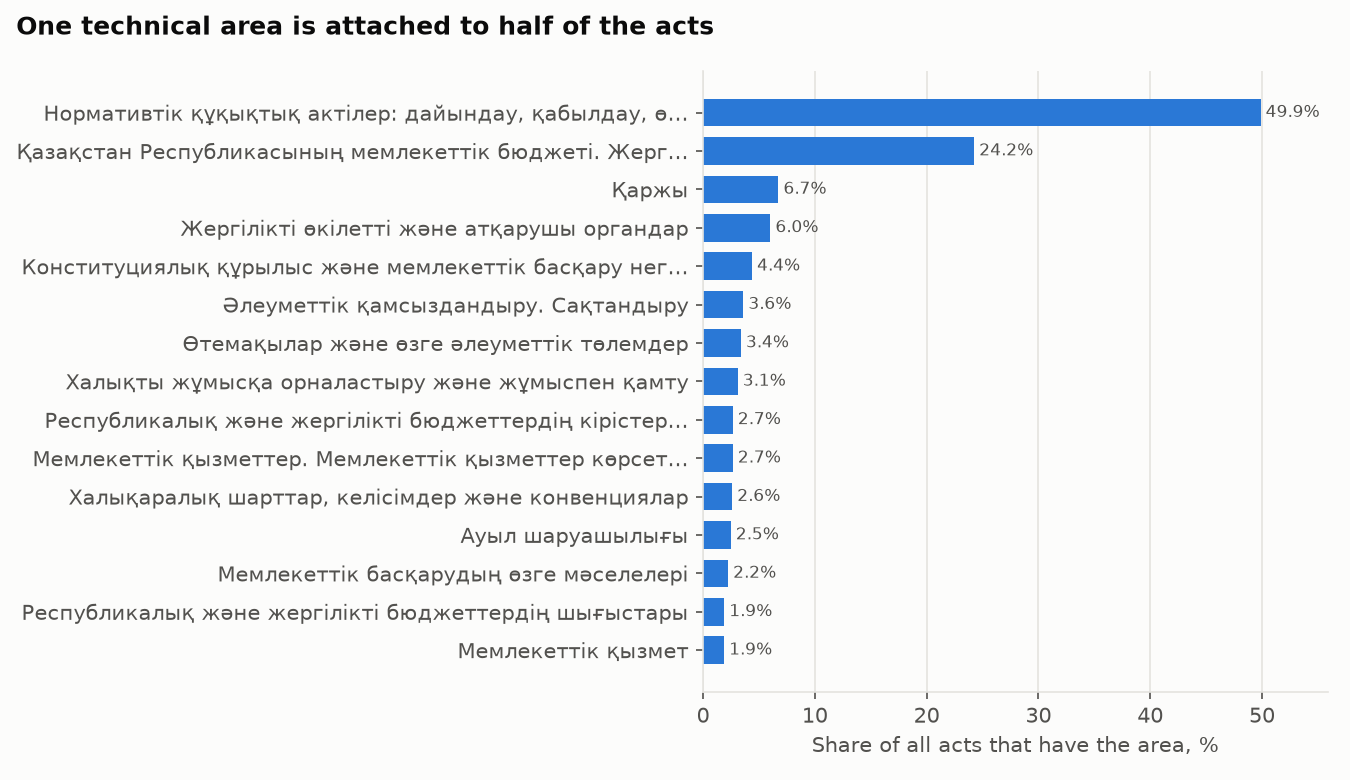 One technical area is attached to half of the acts
Нормативтік құқықтық актілер: дайындау, қабылдау, ө… 49.9%
Қазақстан Республикасының мемлекеттік бюджеті. Жерг… 24.2%
Қаржы 6.7%
Жергілікті өкілетті және атқарушы органдар 6.0%
Конституциялық құрылыс және мемлекеттік басқару нег… 4.4%
Әлеуметтік қамсыздандыру. Сақтандыру 3.6%
Өтемақылар және өзге әлеуметтік төлемдер 3.4%
Халықты жұмысқа орналастыру және жұмыспен қамту 3.1%
Республикалық және жергілікті бюджеттердің кірістер… 2.7%
Мемлекеттік қызметтер. Мемлекеттік қызметтер көрсет… 2.7%
Халықаралық шарттар, келісімдер және конвенциялар 2.6%
Ауыл шаруашылығы 2.5%
Мемлекеттік басқарудың өзге мәселелері 2.2%
Республикалық және жергілікті бюджеттердің шығыстары 1.9%
Мемлекеттік қызмет 1.9%
0 10 20 30 40 50
Share of all acts that have the area, %